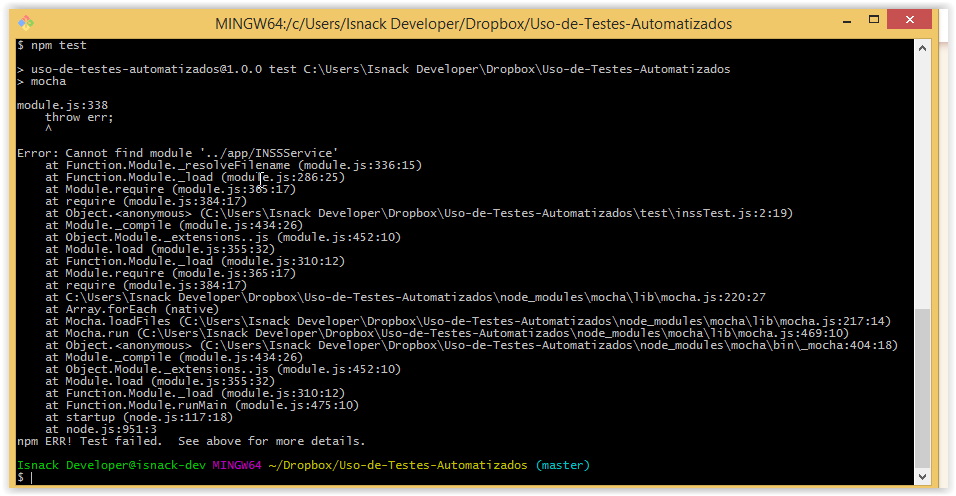 MINGW64:/c/Users/Isnack Developer/Dropbox/Uso-de-Testes-Automatizados
$ npm test
> uso-de-testes-automatizados@1.0.0 test C:\Users\Isnack Developer\Dropbox\Uso-de-Testes-Automatizados
> mocha
module.js:338
    throw err;
    ^
Error: Cannot find module '../app/INSSService'
    at Function.Module._resolveFilename (module.js:336:15)
    at Function.Module._load (module.js:286:25)
    at Module.require (module.js:365:17)
    at require (module.js:384:17)
    at Object.<anonymous> (C:\Users\Isnack Developer\Dropbox\Uso-de-Testes-Automatizados\test\inssTest.js:2:19)
    at Module._compile (module.js:434:26)
    at Object.Module._extensions..js (module.js:452:10)
    at Module.load (module.js:355:32)
    at Function.Module._load (module.js:310:12)
    at Module.require (module.js:365:17)
    at require (module.js:384:17)
    at C:\Users\Isnack Developer\Dropbox\Uso-de-Testes-Automatizados\node_modules\mocha\lib\mocha.js:220:27
    at Array.forEach (native)
    at Mocha.loadFiles (C:\Users\Isnack Developer\Dropbox\Uso-de-Testes-Automatizados\node_modules\mocha\lib\mocha.js:217:14)
    at Mocha.run (C:\Users\Isnack Developer\Dropbox\Uso-de-Testes-Automatizados\node_modules\mocha\lib\mocha.js:469:10)
    at Object.<anonymous> (C:\Users\Isnack Developer\Dropbox\Uso-de-Testes-Automatizados\node_modules\mocha\bin\_mocha:404:18)
    at Module._compile (module.js:434:26)
    at Object.Module._extensions..js (module.js:452:10)
    at Module.load (module.js:355:32)
    at Function.Module._load (module.js:310:12)
    at Function.Module.runMain (module.js:475:10)
    at startup (node.js:117:18)
    at node.js:951:3
npm ERR! Test failed.  See above for more details.
Isnack Developer@isnack-dev MINGW64 ~/Dropbox/Uso-de-Testes-Automatizados (master)
$